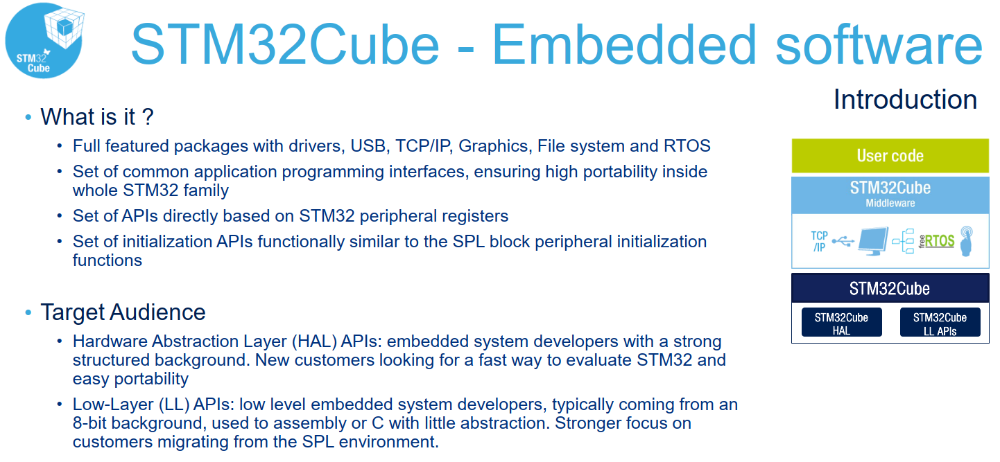 STM32
Cube
STM32Cube - Embedded software
Introduction
• What is it ?
• Full featured packages with drivers, USB, TCP/IP, Graphics, File system and RTOS
• Set of common application programming interfaces, ensuring high portability inside
whole STM32 family
• Set of APIs directly based on STM32 peripheral registers
• Set of initialization APIs functionally similar to the SPL block peripheral initialization
functions
• Target Audience
• Hardware Abstraction Layer (HAL) APIs: embedded system developers with a strong
structured background. New customers looking for a fast way to evaluate STM32 and
easy portability
• Low-Layer (LL) APIs: low level embedded system developers, typically coming from an
8-bit background, used to assembly or C with little abstraction. Stronger focus on
customers migrating from the SPL environment.
User code
STM32Cube
Middleware
TCP
/IP
free RTOS
STM32Cube
STM32Cube
HAL
STM32Cube
LL APIs